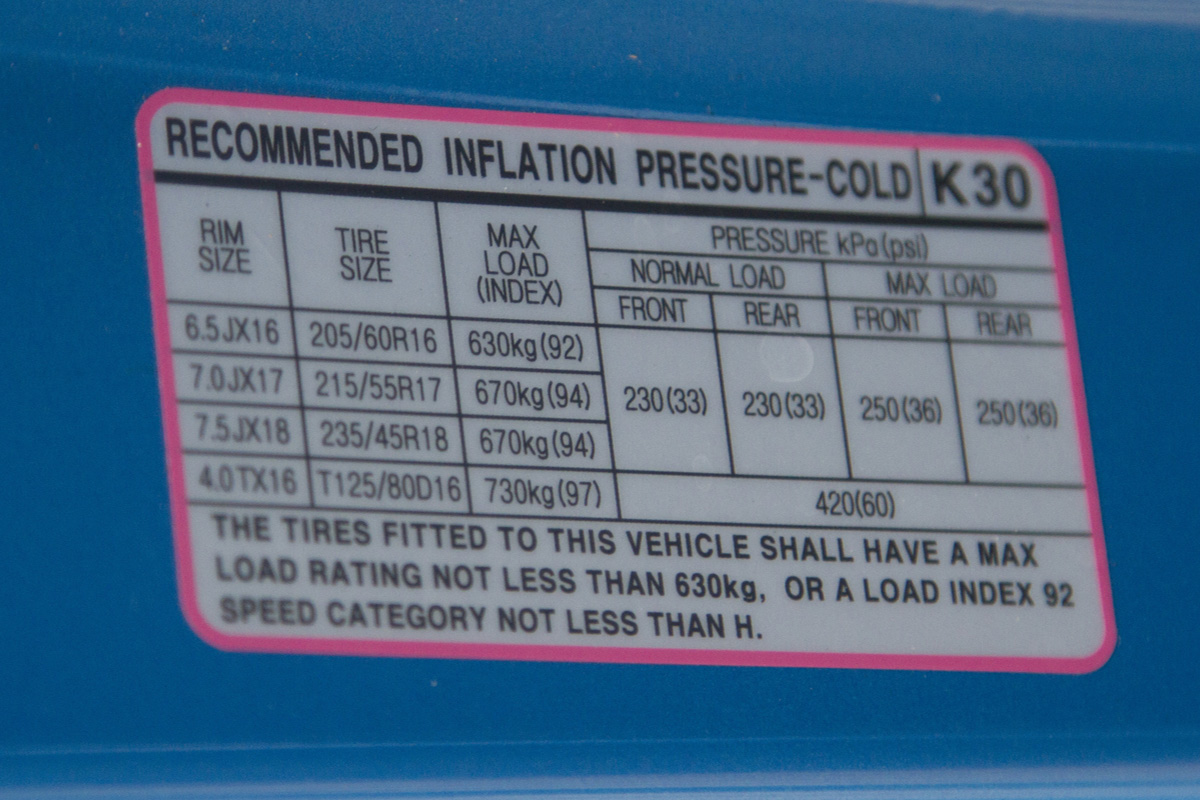 RECOMMENDED INFLATION PRESSURE-COLD K30
RIM SIZE TIRE SIZE MAX LOAD (INDEX) PRESSURE kPa(psi)
NORMAL LOAD MAX LOAD
FRONT REAR FRONT REAR
6.5JX16 205/60R16 630kg(92)
7.0JX17 215/55R17 670kg(94) 230(33) 230(33) 250(36) 250(36)
7.5JX18 235/45R18 670kg(94)
4.0TX16 T125/80D16 730kg(97) 420(60)
THE TIRES FITTED TO THIS VEHICLE SHALL HAVE A MAX
LOAD RATING NOT LESS THAN 630kg, OR A LOAD INDEX 92
SPEED CATEGORY NOT LESS THAN H.